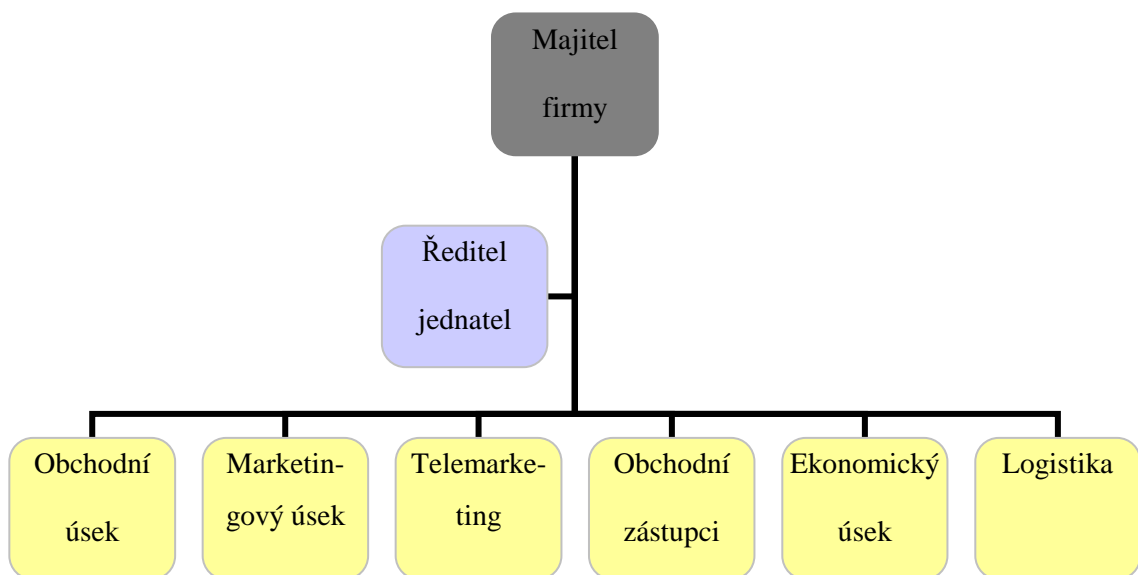 Majitel
firmy
Ředitel
jednatel
Obchodní
úsek
Marketin-
gový úsek
Telemarke-
ting
Obchodní
zástupci
Ekonomický
úsek
Logistika